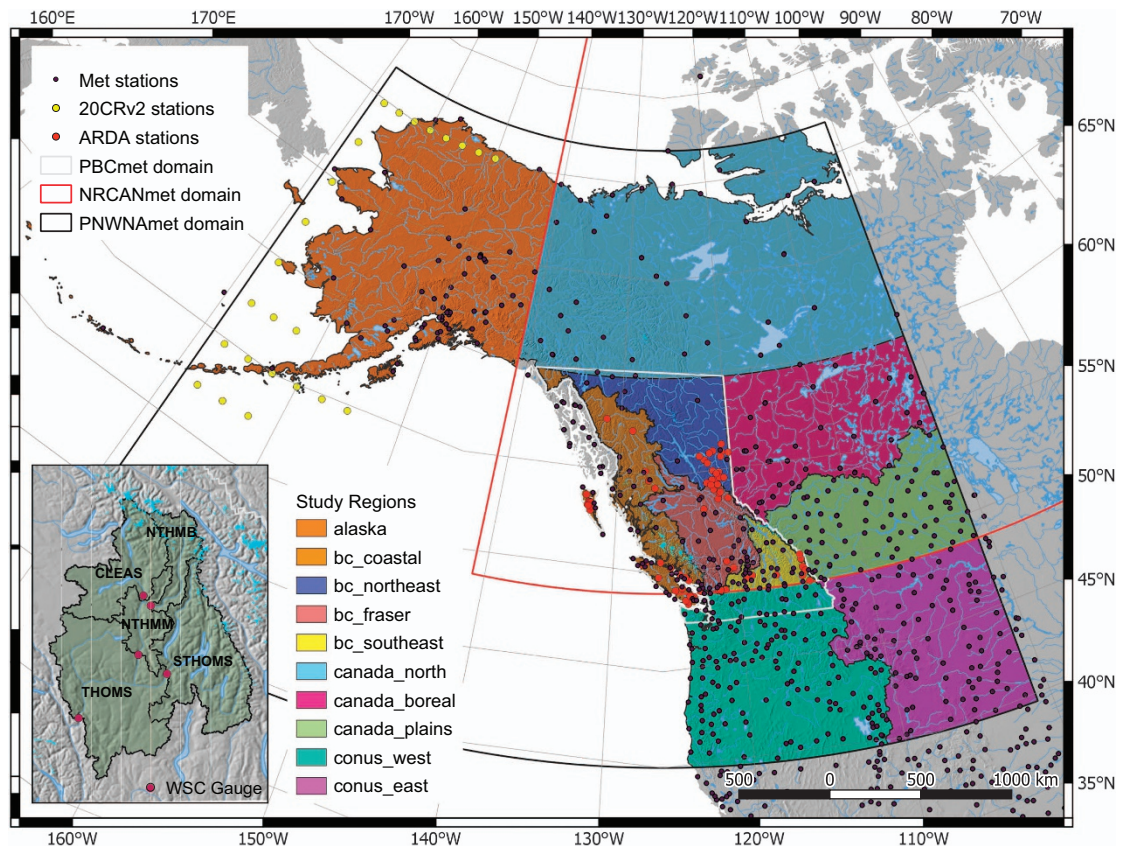 160°E 170°E 170°W 160°W 150°W 140°W 130°W 120°W 110°W 100°W 90°W 80°W 70°W
Met stations
20CRv2 stations
ARDA stations
PBCmet domain
NRCANmet domain
PNWNAmet domain
65°N
60°N
55°N
50°N
45°N
40°N
35°N
NTHMB
CLEAS
NTHMM
STHOMS
THOMS
WSC Gauge
Study Regions
alaska
bc_coastal
bc_northeast
bc_fraser
bc_southeast
canada_north
canada_boreal
canada_plains
conus_west
conus_east
500 0 500 1000 km
160°W 150°W 140°W 130°W 120°W 110°W